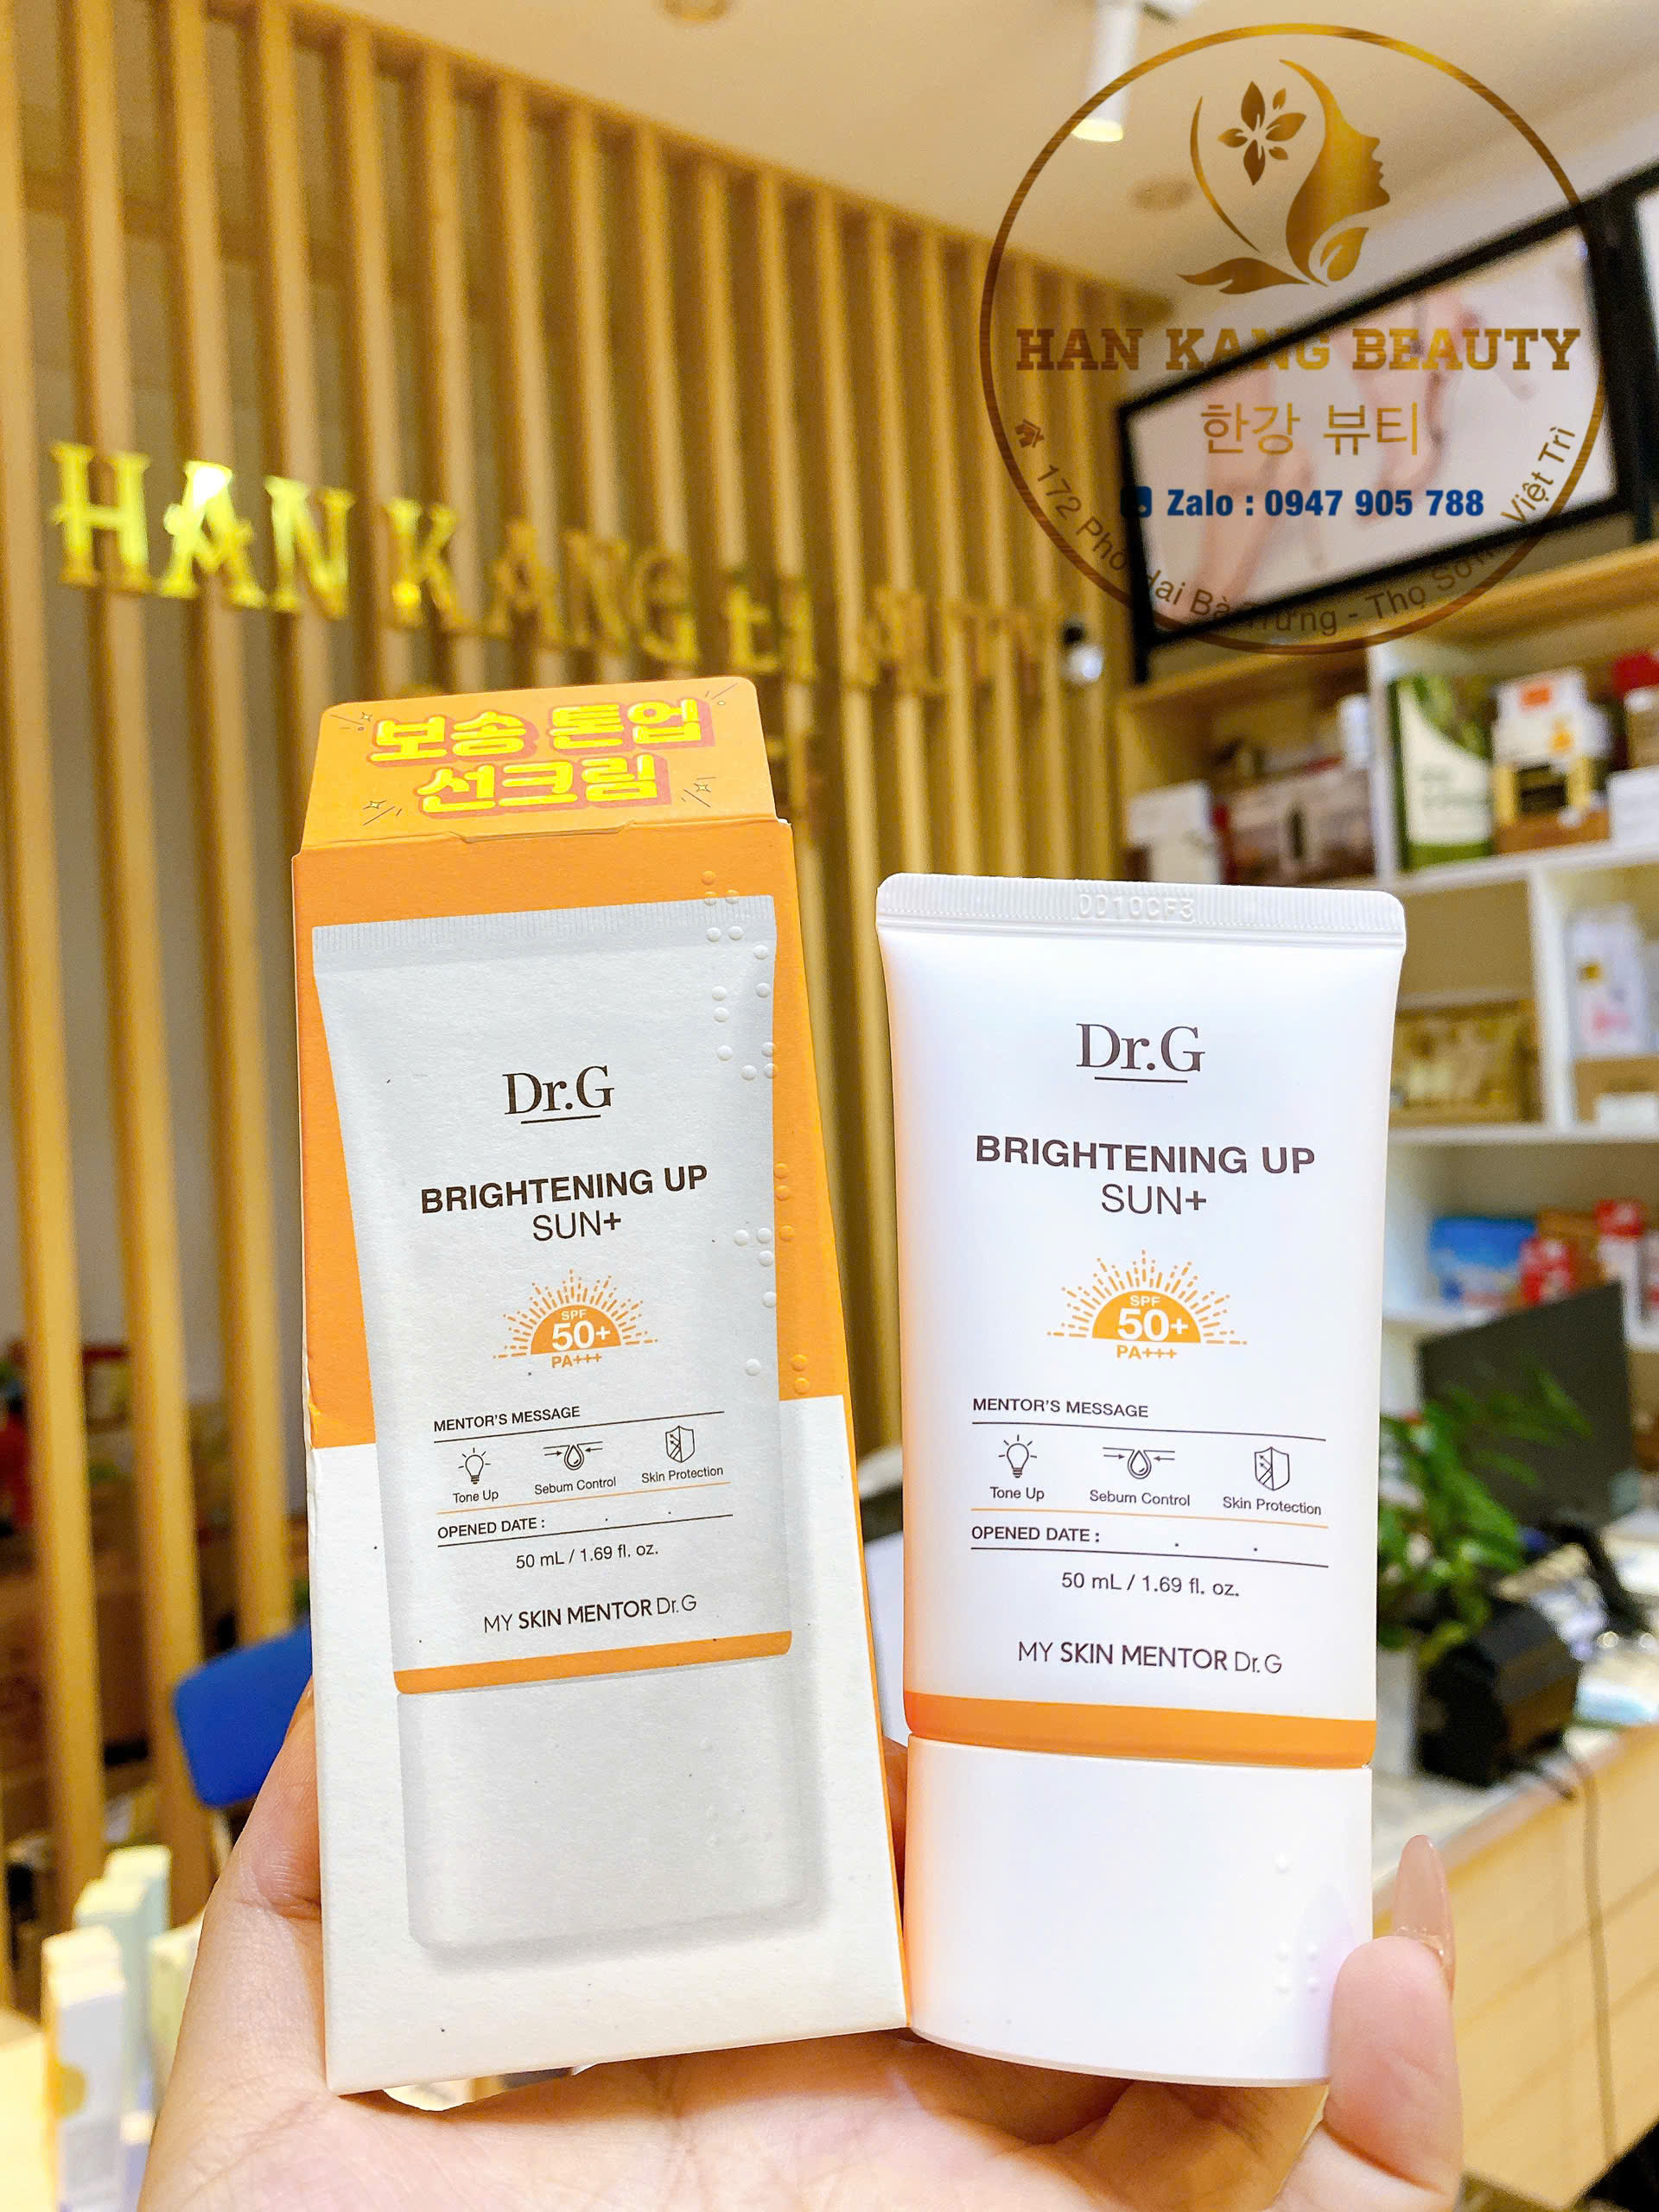 HAN KANG BEAUTY
한강 뷰티
Zalo : 0947 905 788
172 Phố Hai Bà Trưng - Thọ Sơn - Việt Trì
HAN KANG
보송 톤업
선크림
Dr.G
BRIGHTENING UP
SUN+
SPF
50+
PA+++
MENTOR'S MESSAGE
Tone Up Sebum Control Skin Protection
OPENED DATE : . .
50 mL / 1.69 fl. oz.
MY SKIN MENTOR Dr.G
DD10CF3
Dr.G
BRIGHTENING UP
SUN+
SPF
50+
PA+++
MENTOR'S MESSAGE
Tone Up Sebum Control Skin Protection
OPENED DATE : . .
50 mL / 1.69 fl. oz.
MY SKIN MENTOR Dr.G